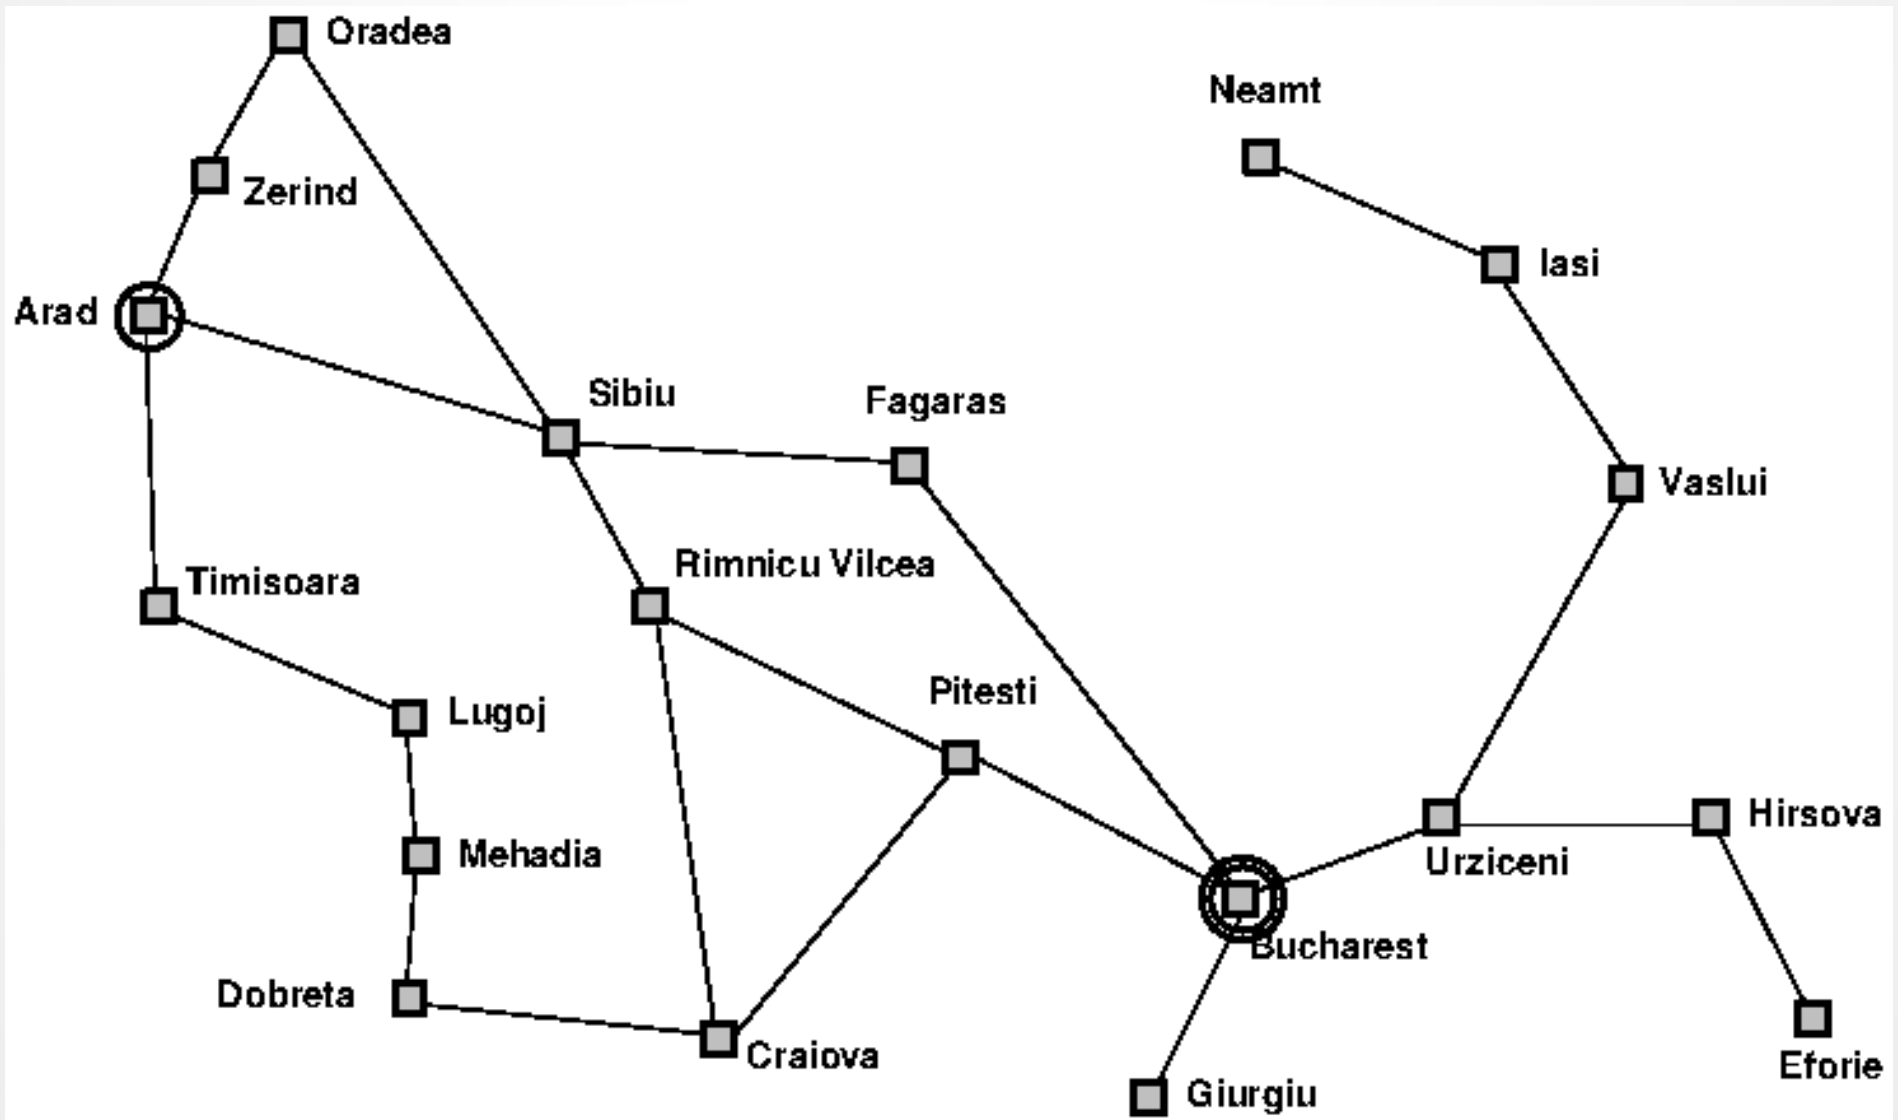 Oradea
Neamt
Zerind
Iasi
Arad
Sibiu
Fagaras
Vaslui
Rimnicu Vilcea
Timisoara
Pitesti
Lugoj
Hirsova
Mehadia
Urziceni
Bucharest
Dobreta
Craiova
Eforie
Giurgiu